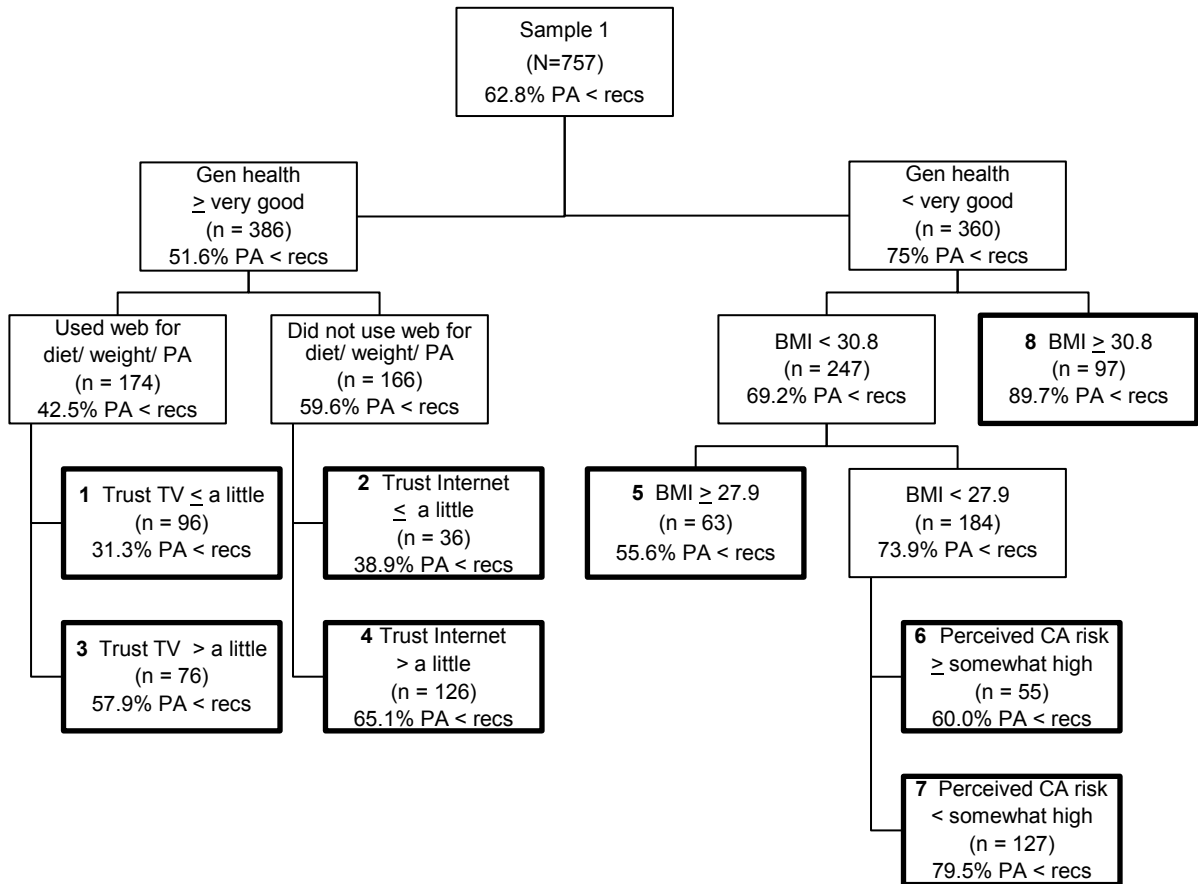 Sample 1
(N=757)
62.8% PA < recs
Gen health
≥ very good
(n = 386)
51.6% PA < recs
Gen health
< very good
(n = 360)
75% PA < recs
Used web for
diet/ weight/ PA
(n = 174)
42.5% PA < recs
Did not use web for
diet/ weight/ PA
(n = 166)
59.6% PA < recs
BMI < 30.8
(n = 247)
69.2% PA < recs
8 BMI ≥ 30.8
(n = 97)
89.7% PA < recs
1 Trust TV ≤ a little
(n = 96)
31.3% PA < recs
2 Trust Internet
≤ a little
(n = 36)
38.9% PA < recs
5 BMI ≥ 27.9
(n = 63)
55.6% PA < recs
BMI < 27.9
(n = 184)
73.9% PA < recs
3 Trust TV > a little
(n = 76)
57.9% PA < recs
4 Trust Internet
> a little
(n = 126)
65.1% PA < recs
6 Perceived CA risk
≥ somewhat high
(n = 55)
60.0% PA < recs
7 Perceived CA risk
< somewhat high
(n = 127)
79.5% PA < recs